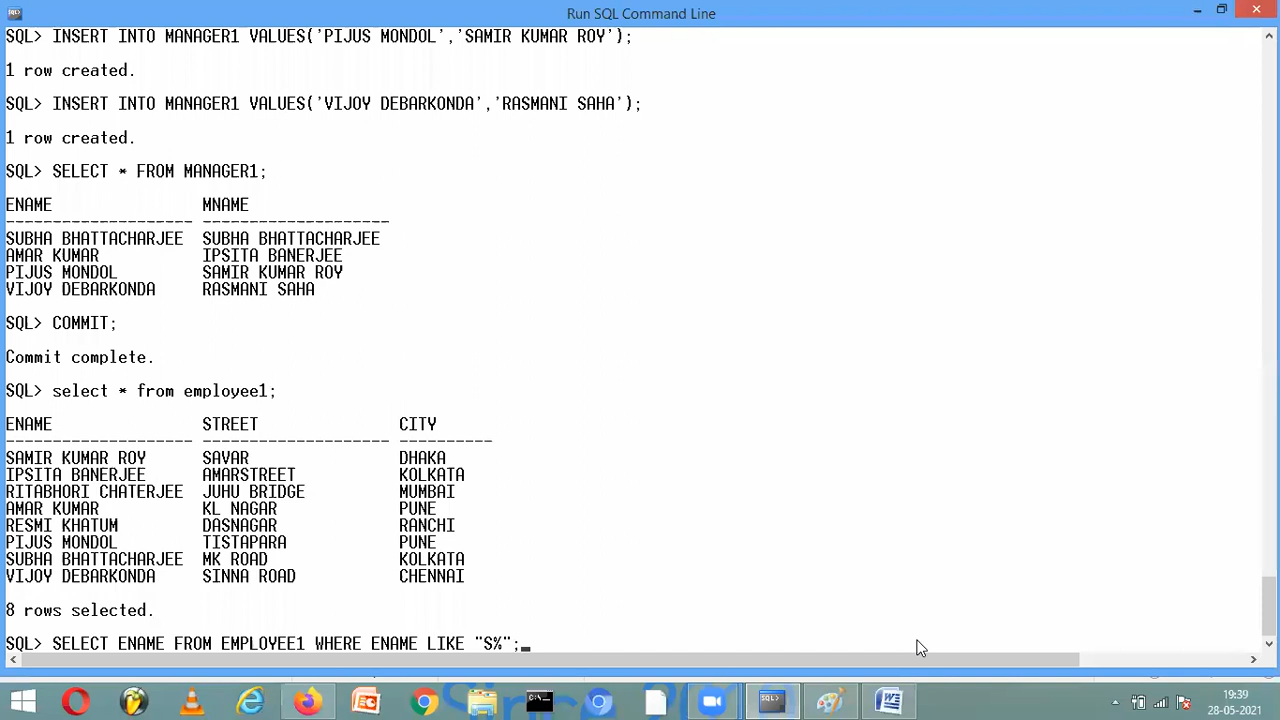 Run SQL Command Line
SQL> INSERT INTO MANAGER1 VALUES('PIJUS MONDOL','SAMIR KUMAR ROY');
1 row created.
SQL> INSERT INTO MANAGER1 VALUES('VIJOY DEBARKONDA','RASMANI SAHA');
1 row created.
SQL> SELECT * FROM MANAGER1;
ENAME MNAME
-------------------- --------------------
SUBHA BHATTACHARJEE SUBHA BHATTACHARJEE
AMAR KUMAR IPSITA BANERJEE
PIJUS MONDOL SAMIR KUMAR ROY
VIJOY DEBARKONDA RASMANI SAHA
SQL> COMMIT;
Commit complete.
SQL> select * from employee1;
ENAME STREET CITY
-------------------- -------------------- ----------
SAMIR KUMAR ROY SAVAR DHAKA
IPSITA BANERJEE AMARSTREET KOLKATA
RITABHORI CHATERJEE JUHU BRIDGE MUMBAI
AMAR KUMAR KL NAGAR PUNE
RESMI KHATUM DASNAGAR RANCHI
PIJUS MONDOL TISTAPARA PUNE
SUBHA BHATTACHARJEE MK ROAD KOLKATA
VIJOY DEBARKONDA SINNA ROAD CHENNAI
8 rows selected.
SQL> SELECT ENAME FROM EMPLOYEE1 WHERE ENAME LIKE "S%";_
19:39
28-05-2021